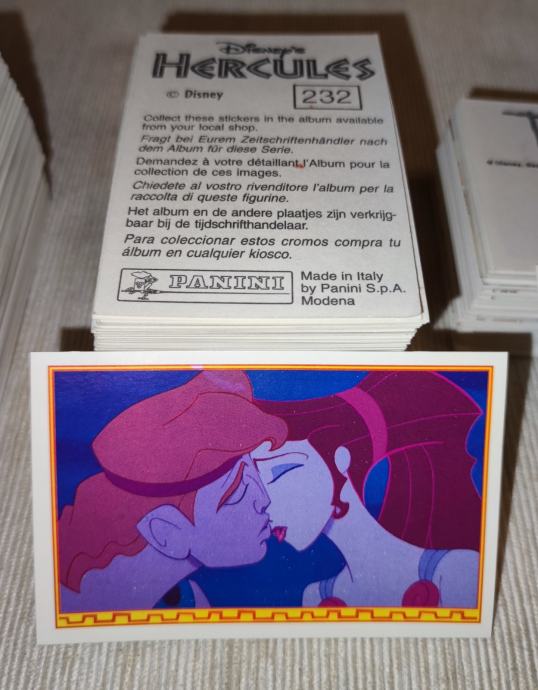 Disney's
HERCULES
© Disney
232
Collect these stickers in the album available
from your local shop.
Fragt bei Eurem Zeitschriftenhändler nach
dem Album für diese Serie.
Demandez à votre détaillant l'Album pour la
collection de ces images.
Chiedete al vostro rivenditore l'album per la
raccolta di queste figurine.
Het album en de andere plaatjes zijn verkrijg-
baar bij de tijdschrifthandelaar.
Para coleccionar estos cromos compra tu
álbum en cualquier kiosco.
PANINI
Made in Italy
by Panini S.p.A.
Modena